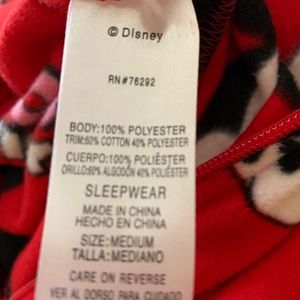 © Disney
RN#76292
BODY:100% POLYESTER
TRIM:60% COTTON 40% POLYESTER
CUERPO:100% POLIÉSTER
ORILLO:60% ALGODÓN 40% POLIÉSTER
SLEEPWEAR
MADE IN CHINA
HECHO EN CHINA
SIZE:MEDIUM
TALLA:MEDIANO
CARE ON REVERSE
VER AL DORSO PARA CUIDADO